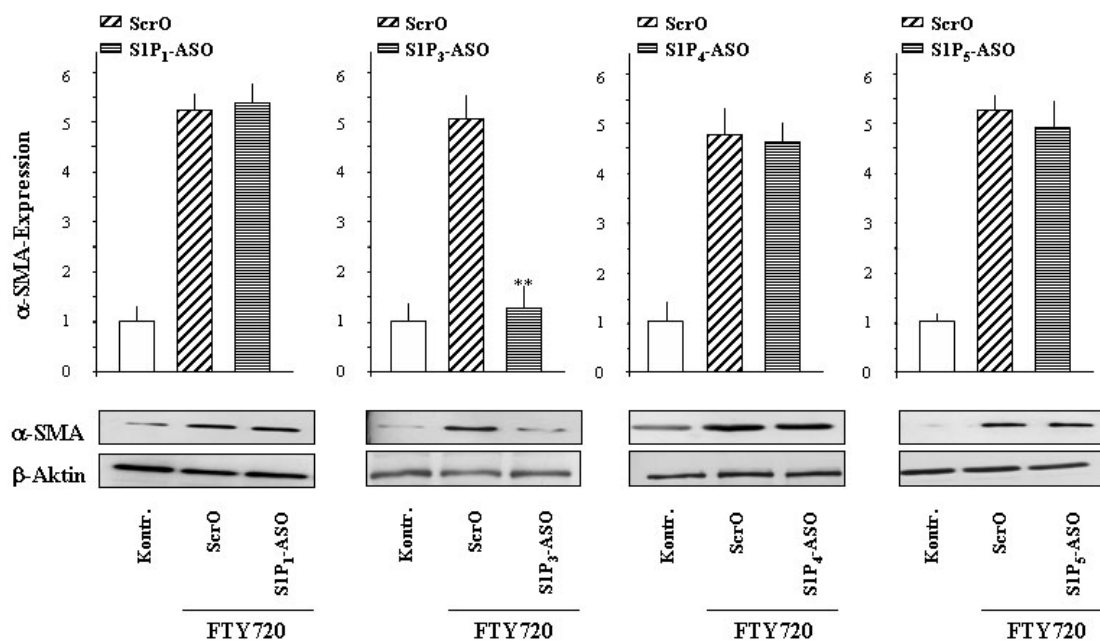 ScrO
S1P1-ASO
ScrO
S1P3-ASO
ScrO
S1P4-ASO
ScrO
S1P5-ASO
α-SMA-Expression
6
5
4
3
2
1
0
6
5
4
3
2
1
0
**
6
5
4
3
2
1
0
6
5
4
3
2
1
0
α-SMA
β-Aktin
Kontr.
ScrO
S1P1-ASO
FTY720
Kontr.
ScrO
S1P3-ASO
FTY720
Kontr.
ScrO
S1P4-ASO
FTY720
Kontr.
ScrO
S1P5-ASO
FTY720